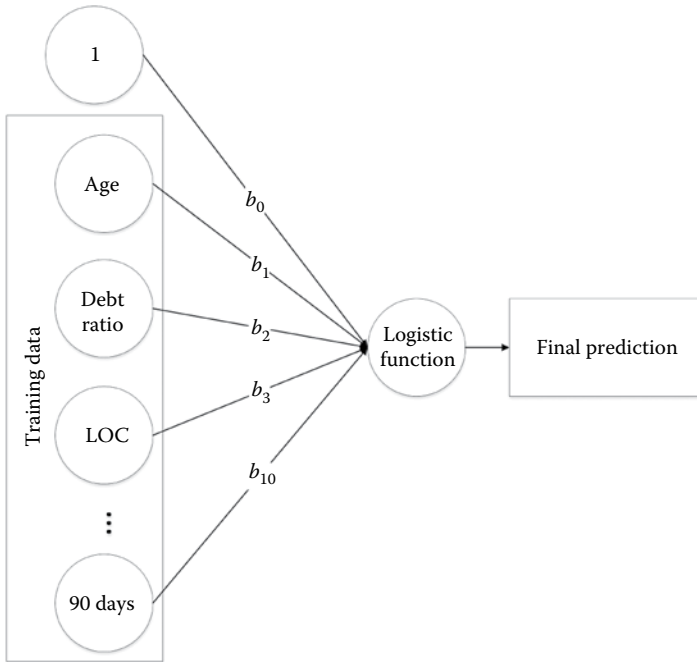 1
Age
Debt
ratio
LOC
...
90 days
Training data
b₀
b₁
b₂
b₃
b₁₀
Logistic
function
Final prediction